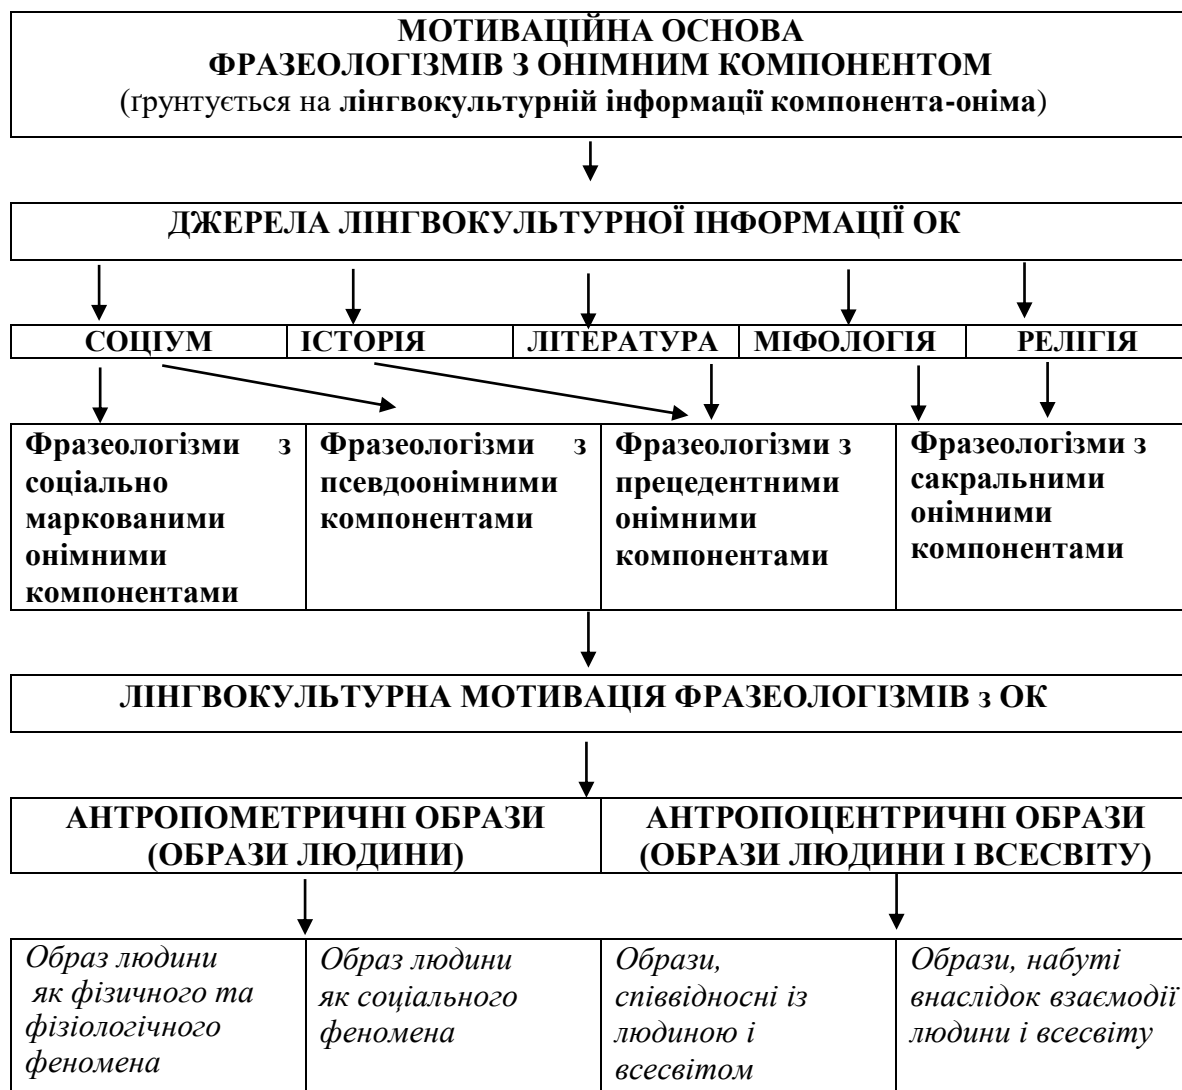 МОТИВАЦІЙНА ОСНОВА
ФРАЗЕОЛОГІЗМІВ З ОНІМНИМ КОМПОНЕНТОМ
(ґрунтується на лінгвокультурній інформації компонента-оніма)
ДЖЕРЕЛА ЛІНГВОКУЛЬТУРНОЇ ІНФОРМАЦІЇ ОК
СОЦІУМ
ІСТОРІЯ
ЛІТЕРАТУРА
МІФОЛОГІЯ
РЕЛІГІЯ
Фразеологізми з
соціально
маркованими
онімними
компонентами
Фразеологізми з
псевдоонімними
компонентами
Фразеологізми з
прецедентними
онімними
компонентами
Фразеологізми з
сакральними
онімними
компонентами
ЛІНГВОКУЛЬТУРНА МОТИВАЦІЯ ФРАЗЕОЛОГІЗМІВ з ОК
АНТРОПОМЕТРИЧНІ ОБРАЗИ
(ОБРАЗИ ЛЮДИНИ)
АНТРОПОЦЕНТРИЧНІ ОБРАЗИ
(ОБРАЗИ ЛЮДИНИ І ВСЕСВІТУ)
Образ людини
як фізичного та
фізіологічного
феномена
Образ людини
як соціального
феномена
Образи,
співвідносні із
людиною і
всесвітом
Образи, набуті
внаслідок взаємодії
людини і всесвіту